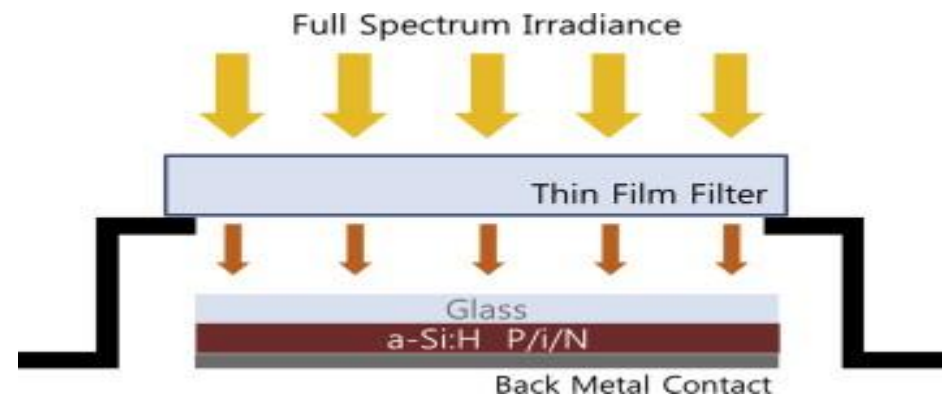 Full Spectrum Irradiance
Thin Film Filter
Glass
a-Si:H P/i/N
Back Metal Contact